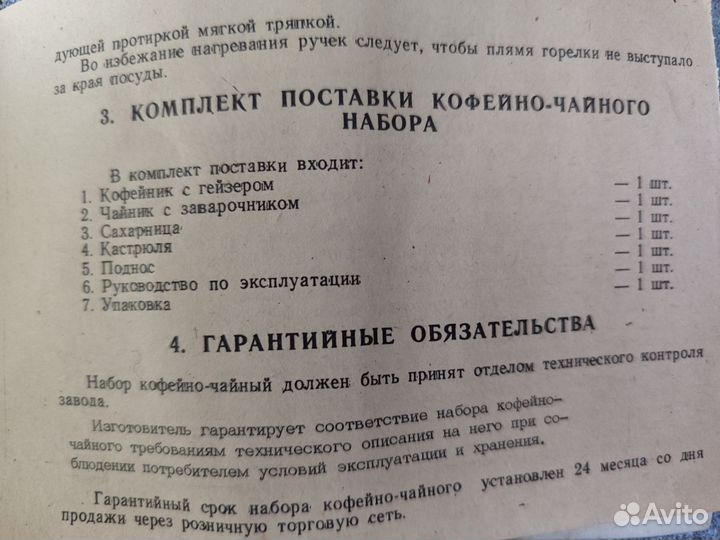 дующей протиркой мягкой тряпкой.
Во избежание нагревания ручек следует, чтобы плямя горелки не выступало
за края посуды.
3. КОМПЛЕКТ ПОСТАВКИ КОФЕЙНО-ЧАЙНОГО
НАБОРА
В комплект поставки входит:
1. Кофейник с гейзером — 1 шт.
2. Чайник с заварочником — 1 шт.
3. Сахарница — 1 шт.
4. Кастрюля — 1 шт.
5. Поднос — 1 шт.
6. Руководство по эксплуатации — 1 шт.
7. Упаковка
4. ГАРАНТИЙНЫЕ ОБЯЗАТЕЛЬСТВА
Набор кофейно-чайный должен быть принят отделом технического контроля
завода.
Изготовитель гарантирует соответствие набора кофейно-
чайного требованиям технического описания на него при со-
блюдении потребителем условий эксплуатации и хранения.
Гарантийный срок набора кофейно-чайного установлен 24 месяца со дня
продажи через розничную торговую сеть.
Avito